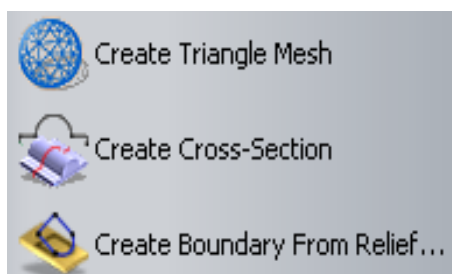 Create Triangle Mesh
Create Cross-Section
Create Boundary From Relief...